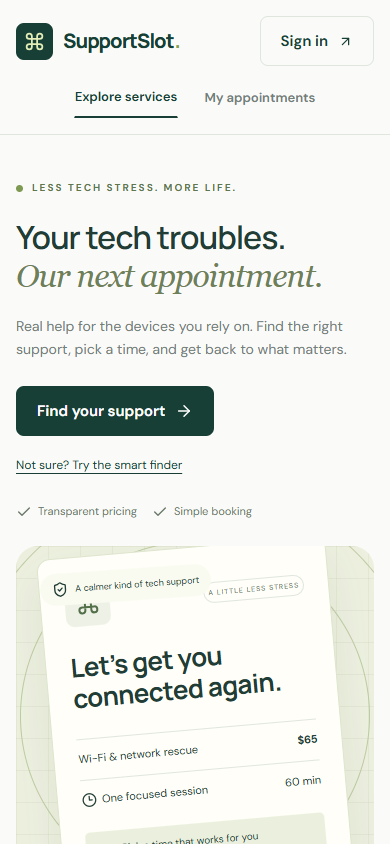 SupportSlot.
Sign in
Explore services
My appointments
LESS TECH STRESS. MORE LIFE.
Your tech troubles.
Our next appointment.
Real help for the devices you rely on. Find the right
support, pick a time, and get back to what matters.
Find your support
Not sure? Try the smart finder
Transparent pricing
Simple booking
A calmer kind of tech support
A LITTLE LESS STRESS
Let's get you
connected again.
Wi-Fi & network rescue
$65
One focused session
60 min
time that works for you